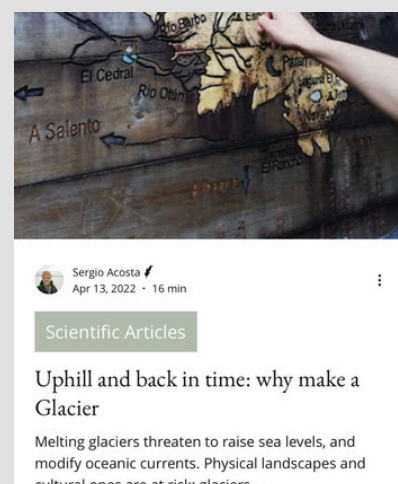 El Cedral
Rio Otún
A Salento
Sergio Acosta
Apr 13, 2022 · 16 min
Scientific Articles
Uphill and back in time: why make a
Glacier
Melting glaciers threaten to raise sea levels, and
modify oceanic currents. Physical landscapes and